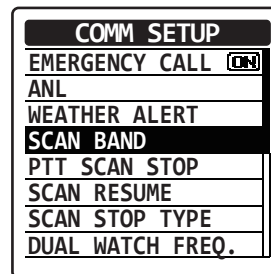 COMM SETUP
EMERGENCY CALL ON
ANL
WEATHER ALERT
SCAN BAND
PTT SCAN STOP
SCAN RESUME
SCAN STOP TYPE
DUAL WATCH FREQ.